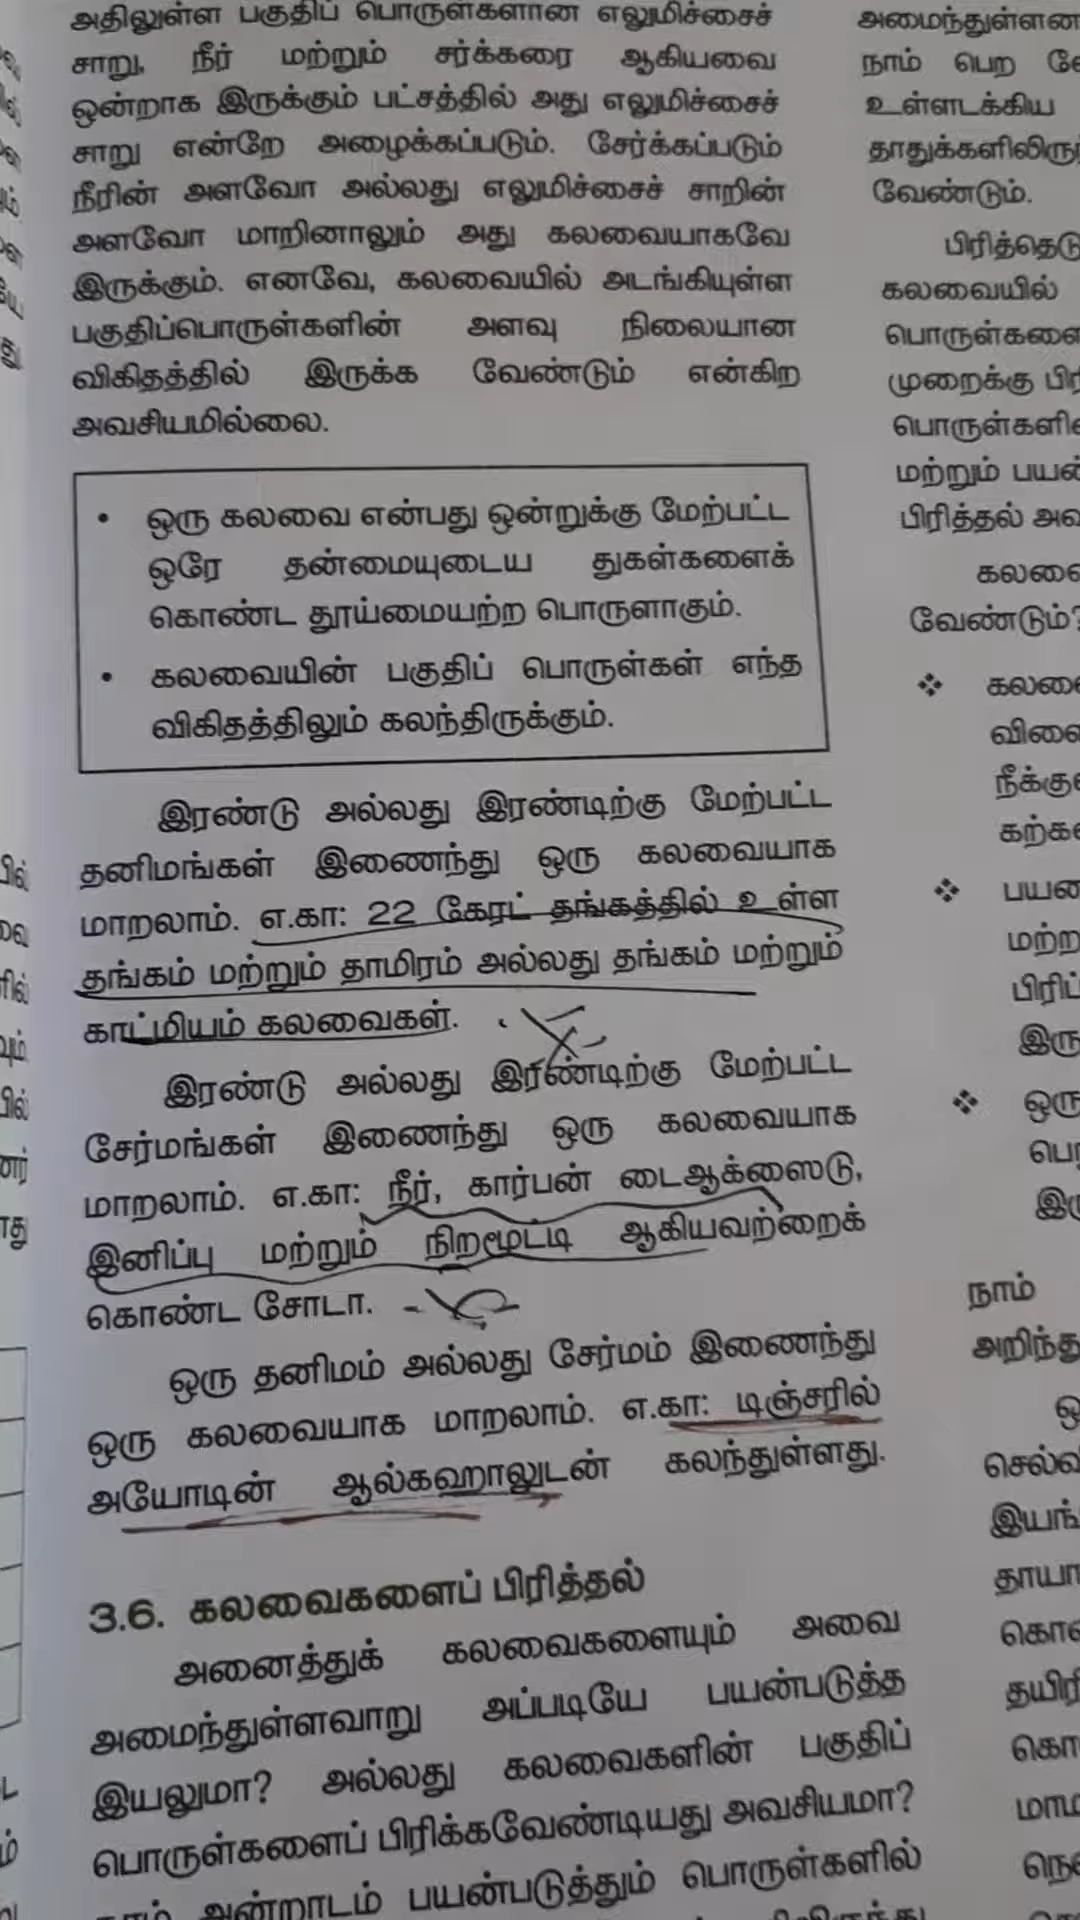 அதிலுள்ள பகுதிப் பொருள்களான எலுமிச்சைச்
சாறு, நீர் மற்றும் சர்க்கரை ஆகியவை
ஒன்றாக இருக்கும் பட்சத்தில் அது எலுமிச்சைச்
சாறு என்றே அழைக்கப்படும். சேர்க்கப்படும்
நீரின் அளவோ அல்லது எலுமிச்சைச் சாறின்
அளவோ மாறினாலும் அது கலவையாகவே
இருக்கும். எனவே, கலவையில் அடங்கியுள்ள
பகுதிப்பொருள்களின் அளவு நிலையான
விகிதத்தில் இருக்க வேண்டும் என்கிற
அவசியமில்லை.
• ஒரு கலவை என்பது ஒன்றுக்கு மேற்பட்ட
ஒரே தன்மையுடைய துகள்களைக்
கொண்ட தூய்மையற்ற பொருளாகும்.
• கலவையின் பகுதிப் பொருள்கள் எந்த
விகிதத்திலும் கலந்திருக்கும்.
இரண்டு அல்லது இரண்டிற்கு மேற்பட்ட
தனிமங்கள் இணைந்து ஒரு கலவையாக
மாறலாம். எ.கா: 22 கேரட் தங்கத்தில் உள்ள
தங்கம் மற்றும் தாமிரம் அல்லது தங்கம் மற்றும்
காட்மியம் கலவைகள்.
இரண்டு அல்லது இரண்டிற்கு மேற்பட்ட
சேர்மங்கள் இணைந்து ஒரு கலவையாக
மாறலாம். எ.கா: நீர், கார்பன் டைஆக்ஸைடு,
இனிப்பு மற்றும் நிறமூட்டி ஆகியவற்றைக்
கொண்ட சோடா.
ஒரு தனிமம் அல்லது சேர்மம் இணைந்து
ஒரு கலவையாக மாறலாம். எ.கா: டிஞ்சரில்
அயோடின் ஆல்கஹாலுடன் கலந்துள்ளது.
3.6. கலவைகளைப் பிரித்தல்
அனைத்துக் கலவைகளையும் அவை
அமைந்துள்ளவாறு அப்படியே பயன்படுத்த
இயலுமா? அல்லது கலவைகளின் பகுதிப்
பொருள்களைப் பிரிக்கவேண்டியது அவசியமா?
நாம் அன்றாடம் பயன்படுத்தும் பொருள்களில்
அமைந்துள்ளன
நாம் பெற
உள்ளடக்கிய
வேண்டும்.
கலவையில்
முறைக்கு
மற்றும்
பிரித்தல்
வேண்டும்?
❖
❖
❖ ஒரு
நாம்